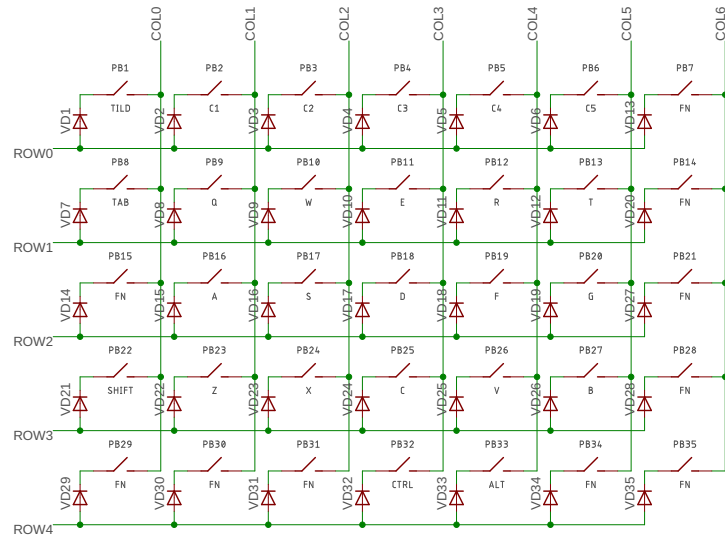 COL0 COL1 COL2 COL3 COL4 COL5 COL6
PB1 PB2 PB3 PB4 PB5 PB6 PB7
TILD C1 C2 C3 C4 C5 FN
VD1 VD2 VD3 VD4 VD5 VD6 VD13
ROW0
PB8 PB9 PB10 PB11 PB12 PB13 PB14
TAB Q W E R T FN
VD7 VD8 VD9 VD10 VD11 VD12 VD20
ROW1
PB15 PB16 PB17 PB18 PB19 PB20 PB21
FN A S D F G FN
VD14 VD15 VD16 VD17 VD18 VD19 VD27
ROW2
PB22 PB23 PB24 PB25 PB26 PB27 PB28
SHIFT Z X C V B FN
VD21 VD22 VD23 VD24 VD25 VD26 VD28
ROW3
PB29 PB30 PB31 PB32 PB33 PB34 PB35
FN FN FN CTRL ALT FN FN
VD29 VD30 VD31 VD32 VD33 VD34 VD35
ROW4